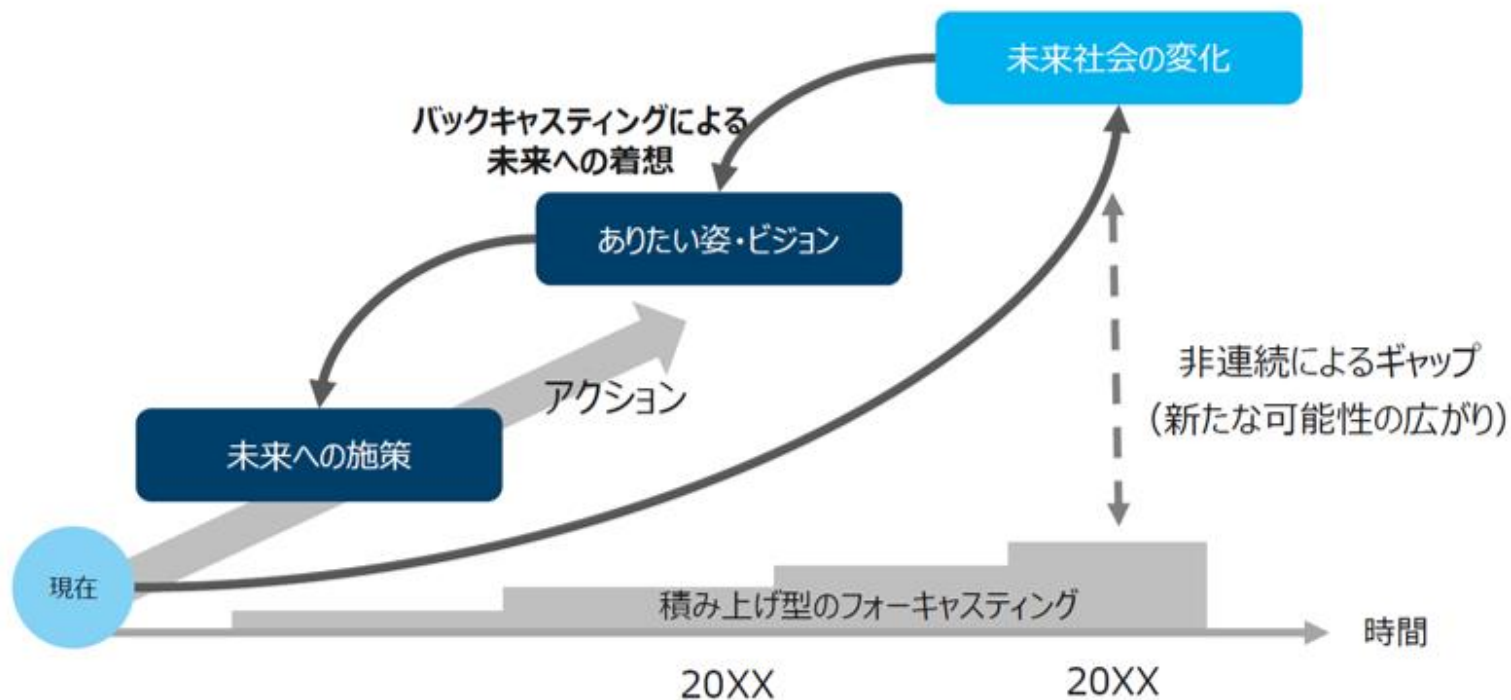 未来社会の変化
バックキャスティングによる
未来への着想
ありたい姿・ビジョン
非連続によるギャップ
（新たな可能性の広がり）
アクション
未来への施策
現在
積み上げ型のフォーキャスティング
時間
20XX
20XX